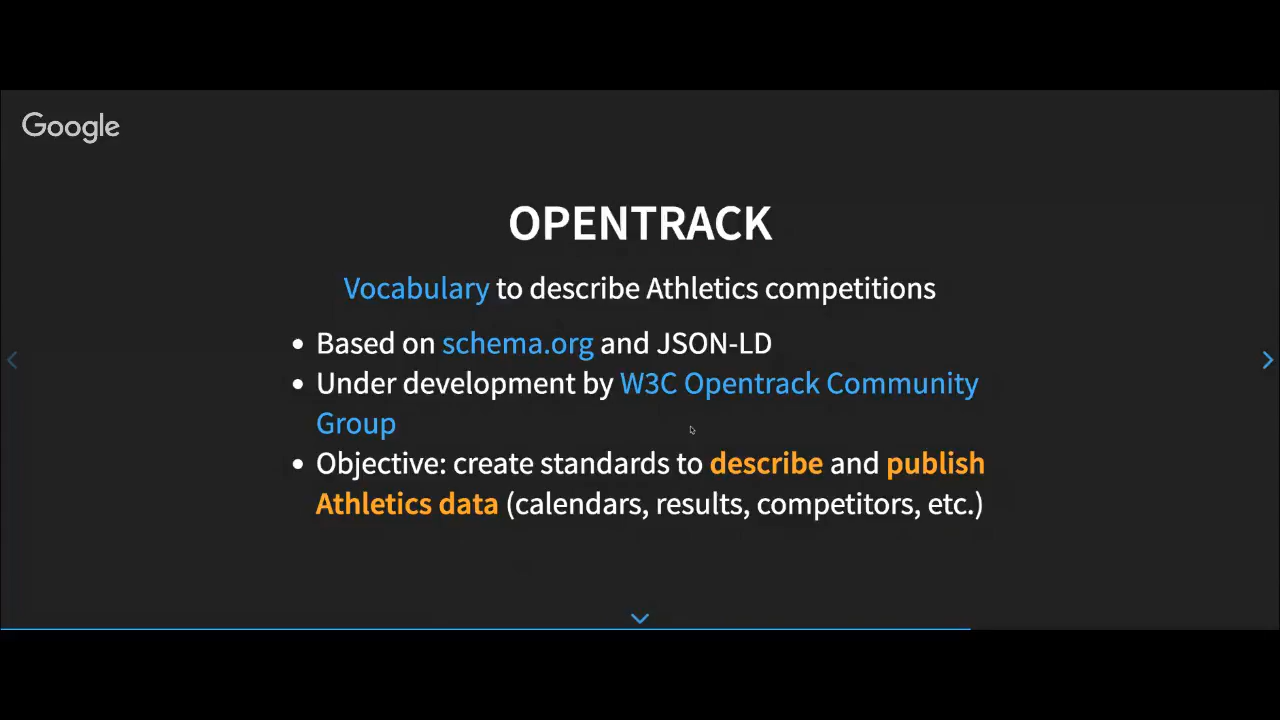 Google
OPENTRACK
Vocabulary to describe Athletics competitions
• Based on schema.org and JSON-LD
• Under development by W3C Opentrack Community
Group
• Objective: create standards to describe and publish
Athletics data (calendars, results, competitors, etc.)